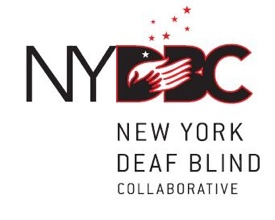 NYDBC
NEW YORK
DEAF BLIND
COLLABORATIVE